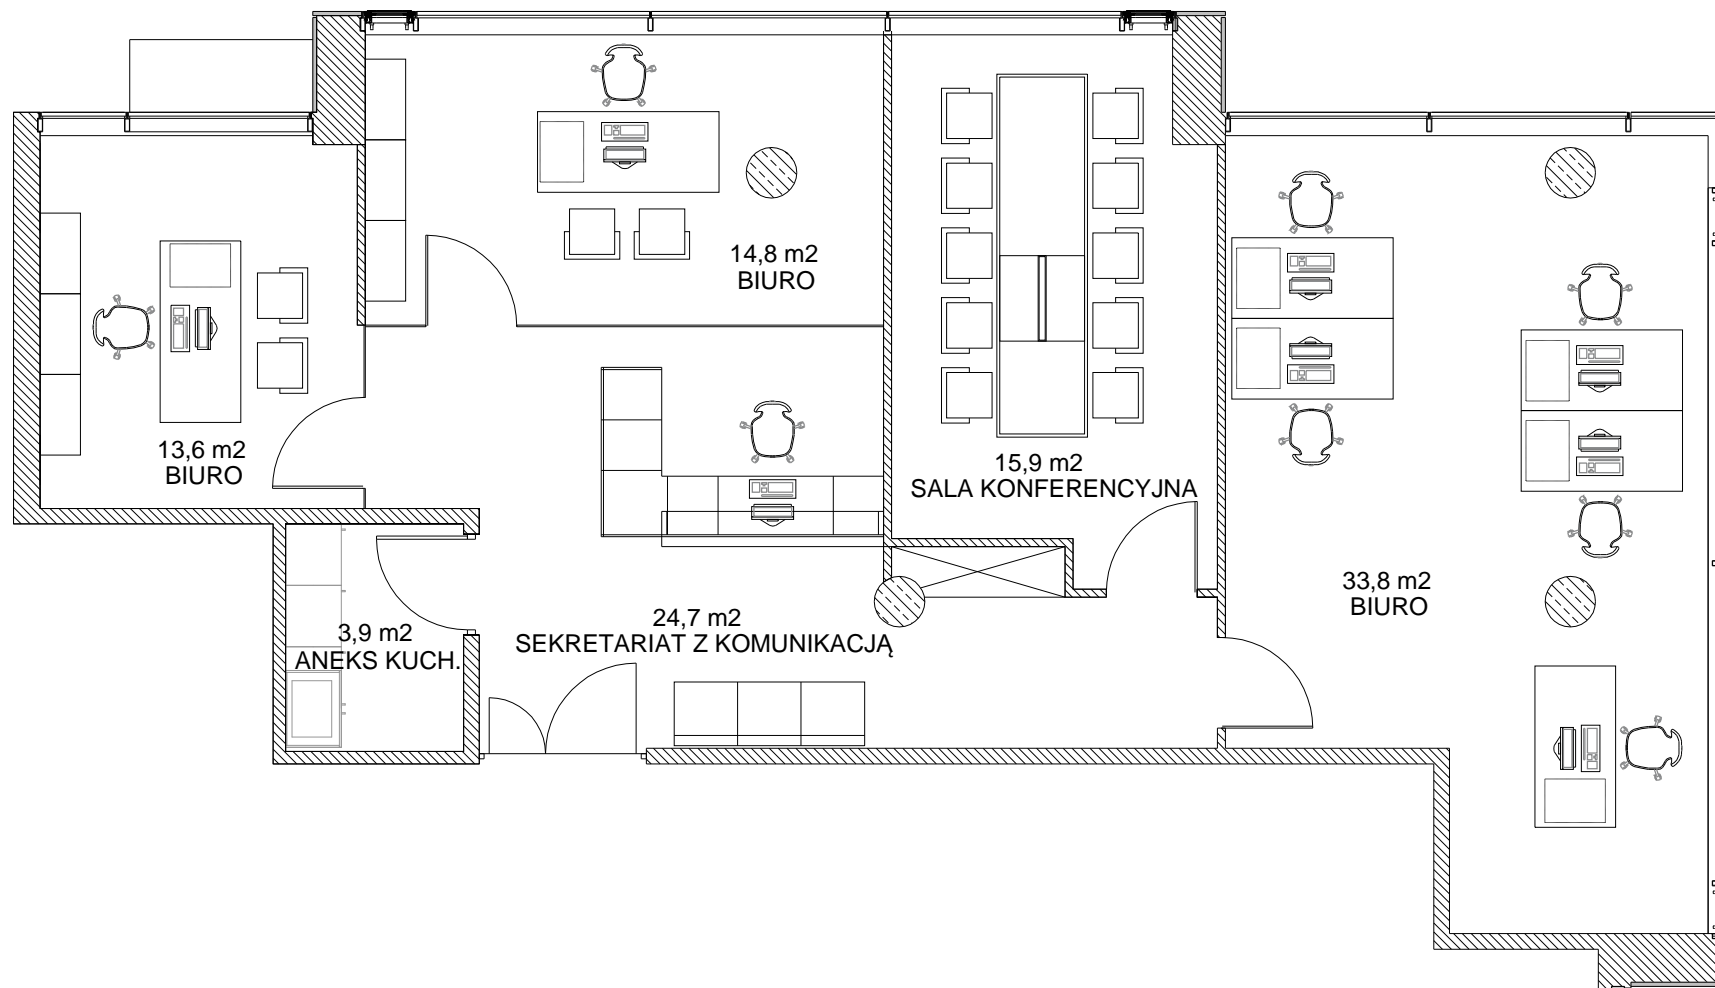 14,8 m2
BIURO
13,6 m2
BIURO
15,9 m2
SALA KONFERENCYJNA
33,8 m2
BIURO
24,7 m2
SEKRETARIAT Z KOMUNIKACJĄ
3,9 m2
ANEKS KUCH.